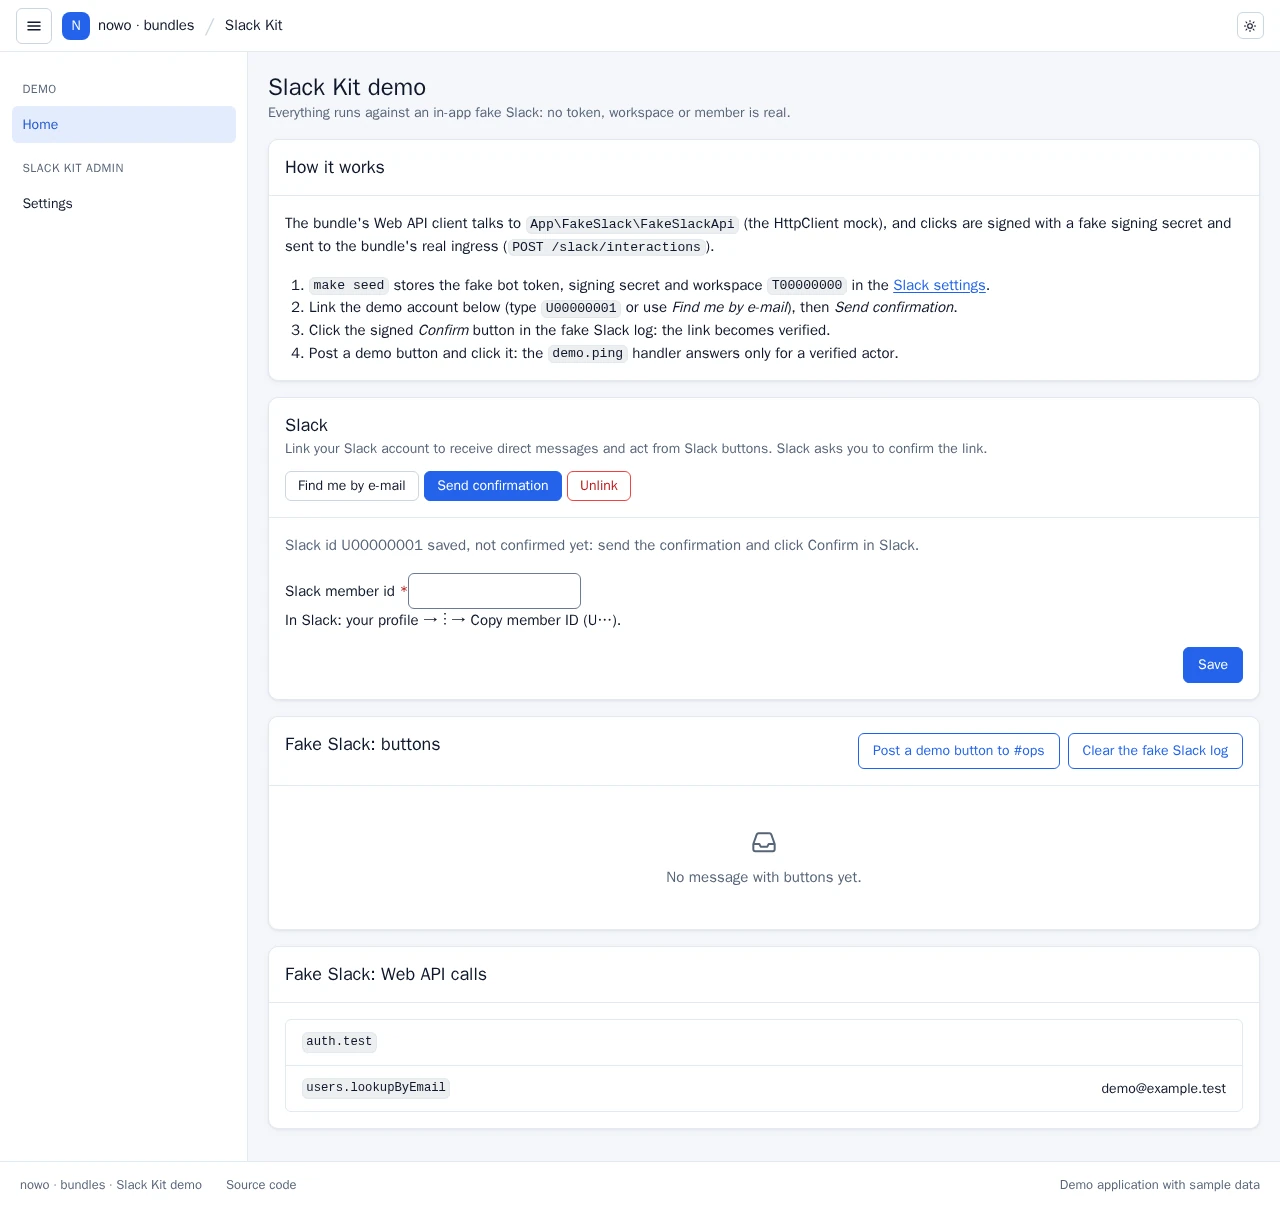 N nowo · bundles / Slack Kit
DEMO
Home
SLACK KIT ADMIN
Settings
Slack Kit demo
Everything runs against an in-app fake Slack: no token, workspace or member is real.
How it works
The bundle's Web API client talks to App\FakeSlack\FakeSlackApi (the HttpClient mock), and clicks are signed with a fake signing secret and
sent to the bundle's real ingress ( POST /slack/interactions ).
1. make seed stores the fake bot token, signing secret and workspace T00000000 in the Slack settings.
2. Link the demo account below (type U00000001 or use Find me by e-mail), then Send confirmation.
3. Click the signed Confirm button in the fake Slack log: the link becomes verified.
4. Post a demo button and click it: the demo.ping handler answers only for a verified actor.
Slack
Link your Slack account to receive direct messages and act from Slack buttons. Slack asks you to confirm the link.
Find me by e-mail Send confirmation Unlink
Slack id U00000001 saved, not confirmed yet: send the confirmation and click Confirm in Slack.
Slack member id *
In Slack: your profile → ⋮ → Copy member ID (U…).
Save
Fake Slack: buttons
Post a demo button to #ops Clear the fake Slack log
No message with buttons yet.
Fake Slack: Web API calls
auth.test
users.lookupByEmail demo@example.test
nowo · bundles · Slack Kit demo Source code Demo application with sample data